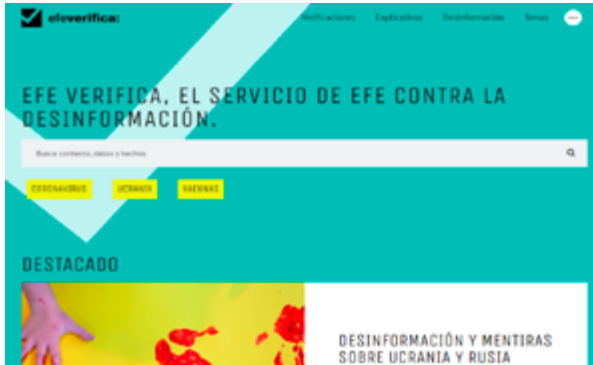 efeverifica:
Verificaciones Explicativos Desinformación Temas
EFE VERIFICA, EL SERVICIO DE EFE CONTRA LA
DESINFORMACIÓN.
Busca contexto, datos y hechos
CORONAVIRUS UCRANIA VACUNAS
DESTACADO
DESINFORMACIÓN Y MENTIRAS
SOBRE UCRANIA Y RUSIA